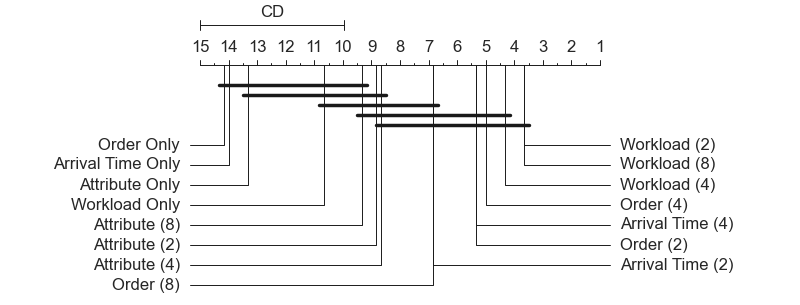 CD
15 14 13 12 11 10 9 8 7 6 5 4 3 2 1
Order Only
Arrival Time Only
Attribute Only
Workload Only
Attribute (8)
Attribute (2)
Attribute (4)
Order (8)
Workload (2)
Workload (8)
Workload (4)
Order (4)
Arrival Time (4)
Order (2)
Arrival Time (2)